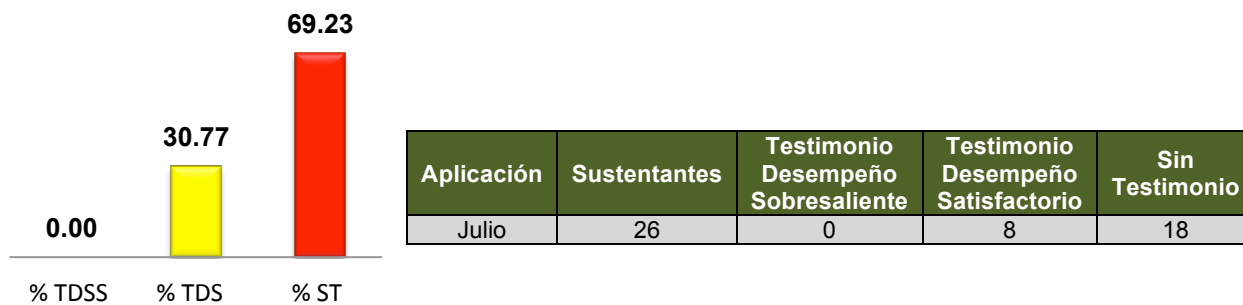 69.23
30.77
0.00
% TDSS % TDS % ST
Aplicación Sustentantes Testimonio Desempeño Sobresaliente Testimonio Desempeño Satisfactorio Sin Testimonio
Julio 26 0 8 18